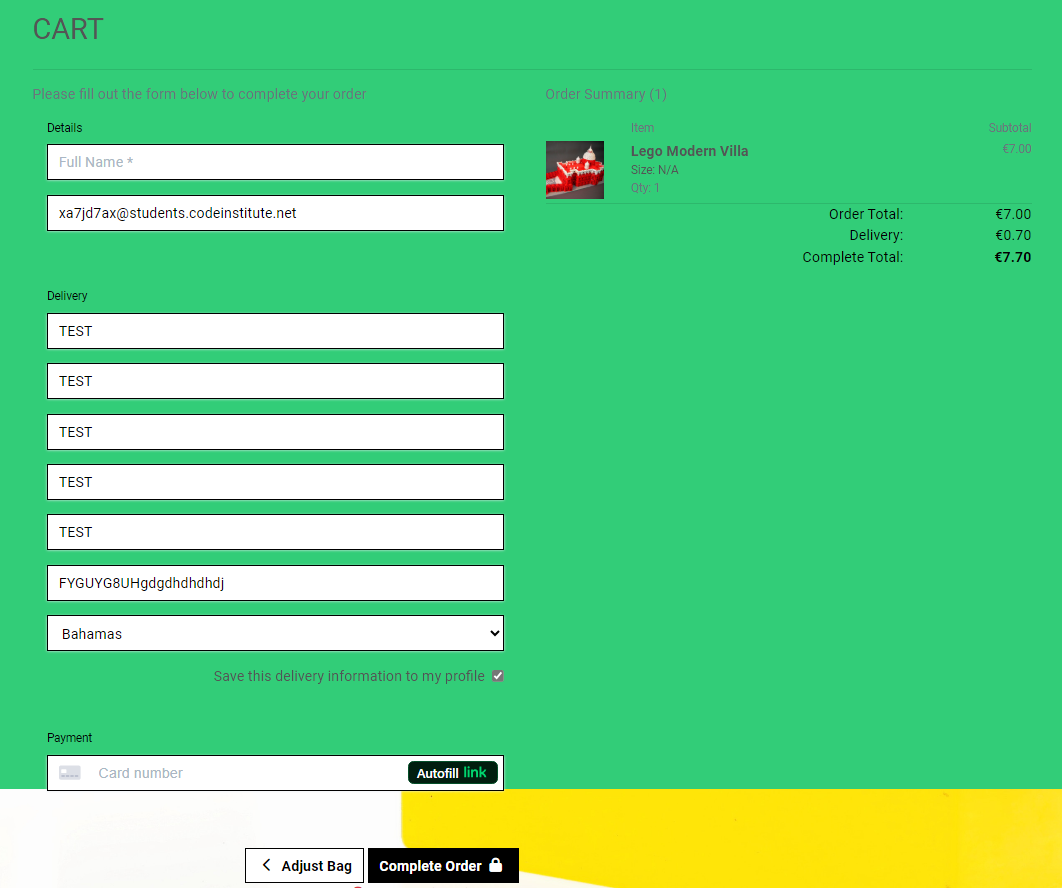 CART
Please fill out the form below to complete your order
Details
Full Name *
xa7jd7ax@students.codeinstitute.net
Delivery
TEST
TEST
TEST
TEST
TEST
FYGUYG8UHgdgdhdhdhdj
Bahamas
Save this delivery information to my profile
Payment
Card number
Autofill link
Adjust Bag
Complete Order
Order Summary (1)
Item Subtotal
Lego Modern Villa €7.00
Size: N/A
Qty: 1
Order Total: €7.00
Delivery: €0.70
Complete Total: €7.70